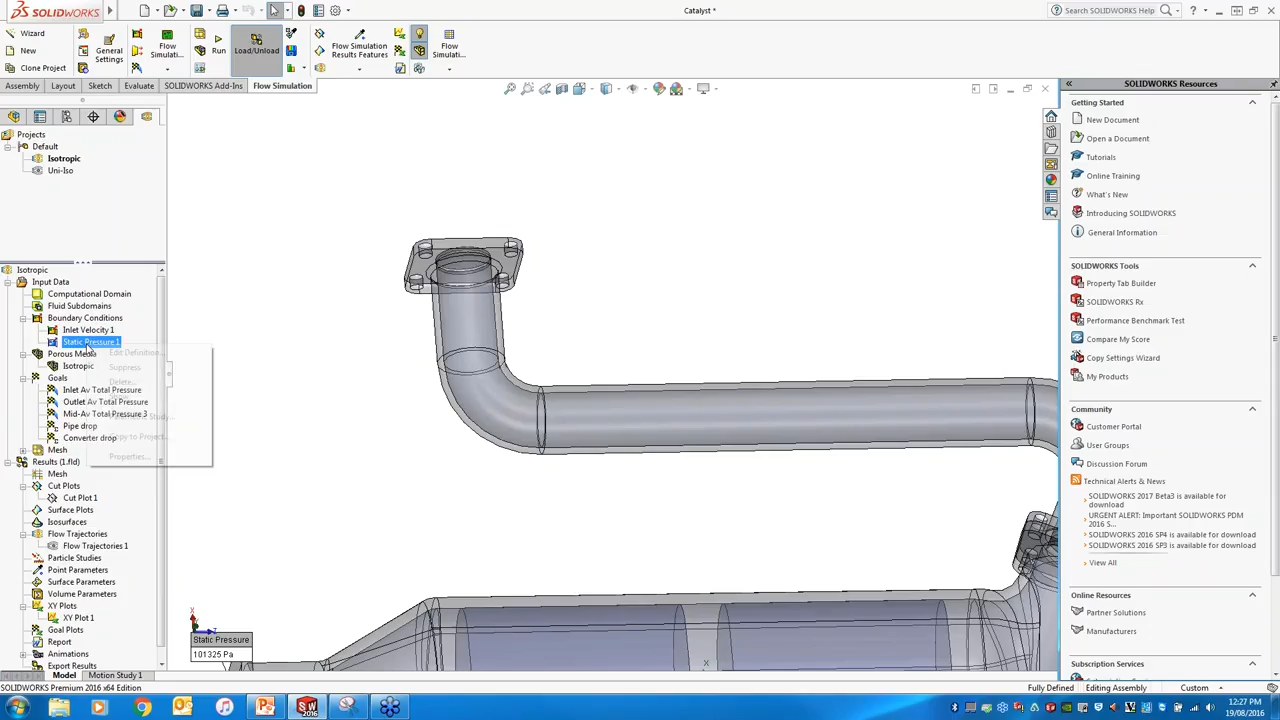 SOLIDWORKS
Catalyst *
Search SOLIDWORKS Help
Wizard
New
Clone Project
General
Settings
Flow
Simulati...
Run
Load/Unload
Flow Simulation
Results Features
Flow
Simulati...
Assembly
Layout
Sketch
Evaluate
SOLIDWORKS Add-Ins
Flow Simulation
Projects
Default
Isotropic
Uni-Iso
Isotropic
Input Data
Computational Domain
Fluid Subdomains
Boundary Conditions
Inlet Velocity 1
Static Pressure 1
Porous Media
Isotropic
Goals
Inlet Av Total Pressure
Outlet Av Total Pressure
Mid-Av Total Pressure 3
Pipe drop
Converter drop
Mesh
Results (1.fld)
Mesh
Cut Plots
Cut Plot 1
Surface Plots
Isosurfaces
Flow Trajectories
Flow Trajectories 1
Particle Studies
Point Parameters
Surface Parameters
Volume Parameters
XY Plots
XY Plot 1
Goal Plots
Report
Animations
Export Results
Edit Definition...
Suppress
Delete...
Copy to Project...
Properties...
X
Static Pressure
101325 Pa
X
SOLIDWORKS Resources
Getting Started
New Document
Open a Document
Tutorials
Online Training
What's New
Introducing SOLIDWORKS
General Information
SOLIDWORKS Tools
Property Tab Builder
SOLIDWORKS Rx
Performance Benchmark Test
Compare My Score
Copy Settings Wizard
My Products
Community
Customer Portal
User Groups
Discussion Forum
Technical Alerts & News
SOLIDWORKS 2017 Beta3 is available for
download
URGENT ALERT: Important SOLIDWORKS PDM
2016 S...
SOLIDWORKS 2016 SP4 is available for download
SOLIDWORKS 2016 SP3 is available for download
View All
Online Resources
Partner Solutions
Manufacturers
Subscription Services
Model
Motion Study 1
SOLIDWORKS Premium 2016 x64 Edition
Fully Defined
Editing Assembly
Custom
SW
2016
12:27 PM
19/08/2016